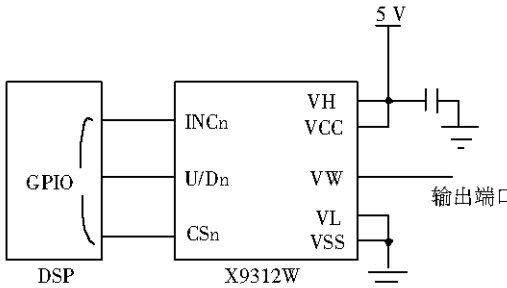 5 V
VH
INCn
VCC
GPIO
U/Dn
VW
输出端口
CSn
VL
VSS
DSP
X9312W